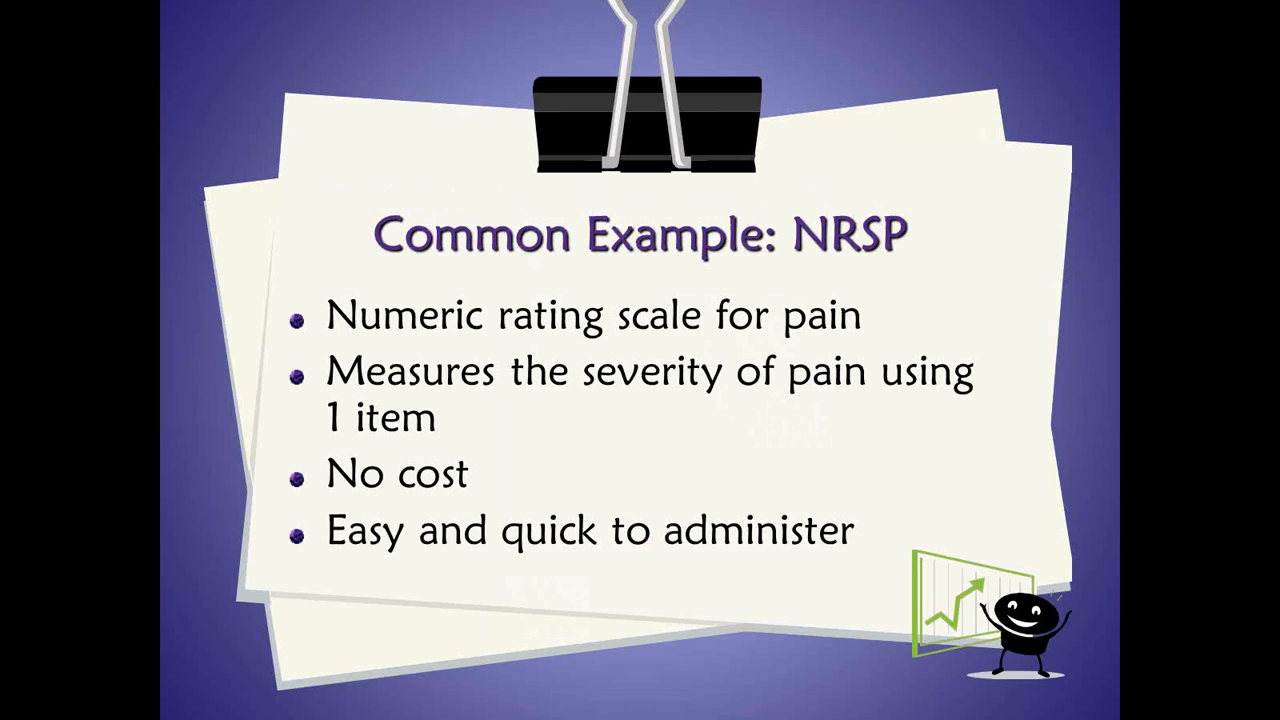 Common Example: NRSP
Numeric rating scale for pain
Measures the severity of pain using
1 item
No cost
Easy and quick to administer